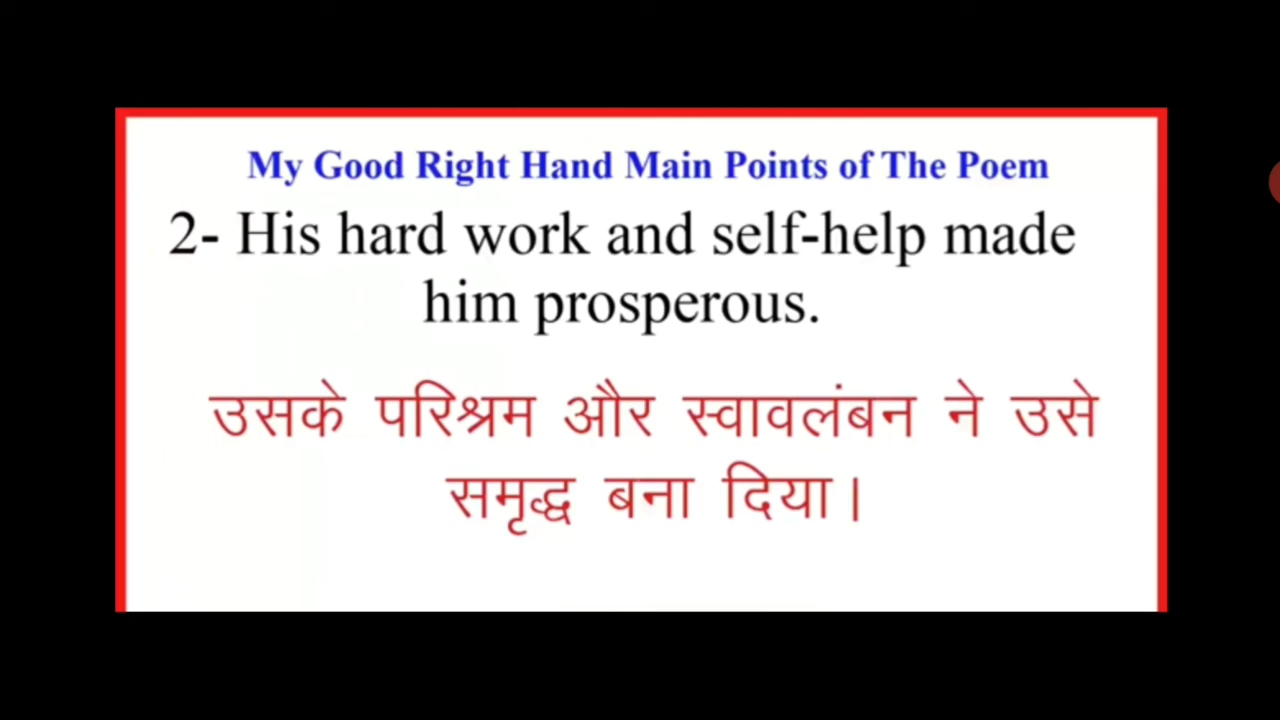 My Good Right Hand Main Points of The Poem
2- His hard work and self-help made
him prosperous.
उसके परिश्रम और स्वावलंबन ने उसे
समृद्ध बना दिया।